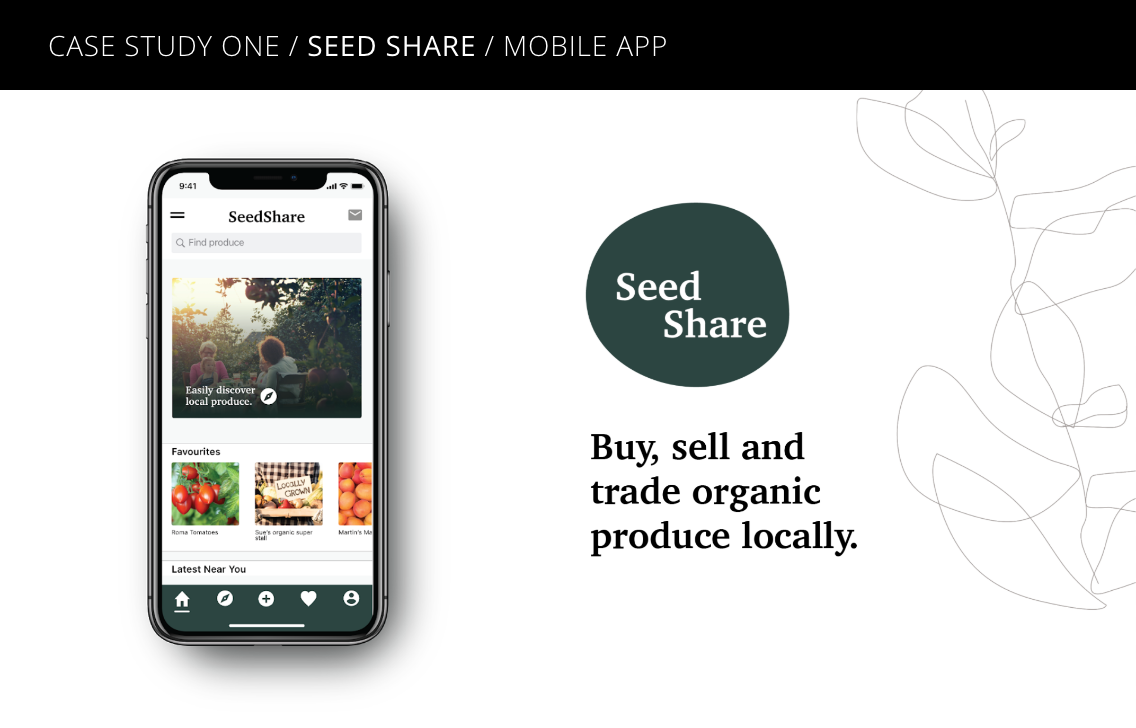 CASE STUDY ONE / SEED SHARE / MOBILE APP
9:41
SeedShare
Find produce
Easily discover
local produce.
Favourites
LOCALLY
GROWN
Roma Tomatoes
Sue's organic super
stall
Martin's Ma
Latest Near You
Seed
Share
Buy, sell and
trade organic
produce locally.